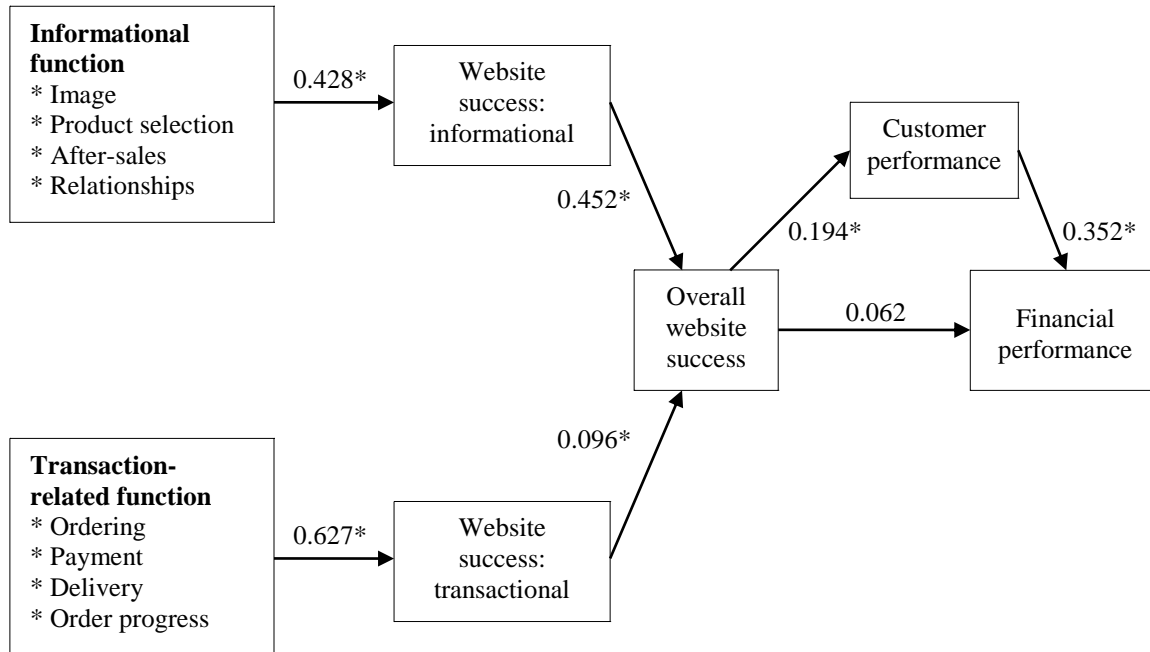 Informational
function
* Image
* Product selection
* After-sales
* Relationships
0.428*
Website
success:
informational
0.452*
Customer
performance
0.194*
0.352*
Overall
website
success
0.062
Financial
performance
0.096*
Transaction-
related function
* Ordering
* Payment
* Delivery
* Order progress
0.627*
Website
success:
transactional